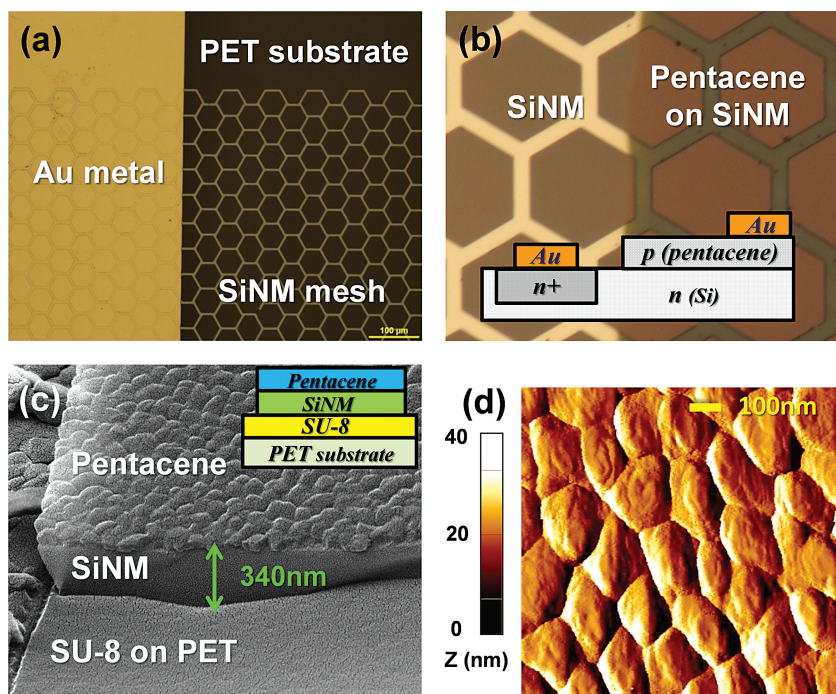 (a)
PET substrate
Au metal
SiNM mesh
100 μm
(b)
SiNM
Pentacene
on SiNM
Au
Au
p (pentacene)
n+
n (Si)
(c)
Pentacene
SiNM
SU-8
PET substrate
Pentacene
SiNM
340nm
SU-8 on PET
(d)
100nm
40
20
0
Z (nm)